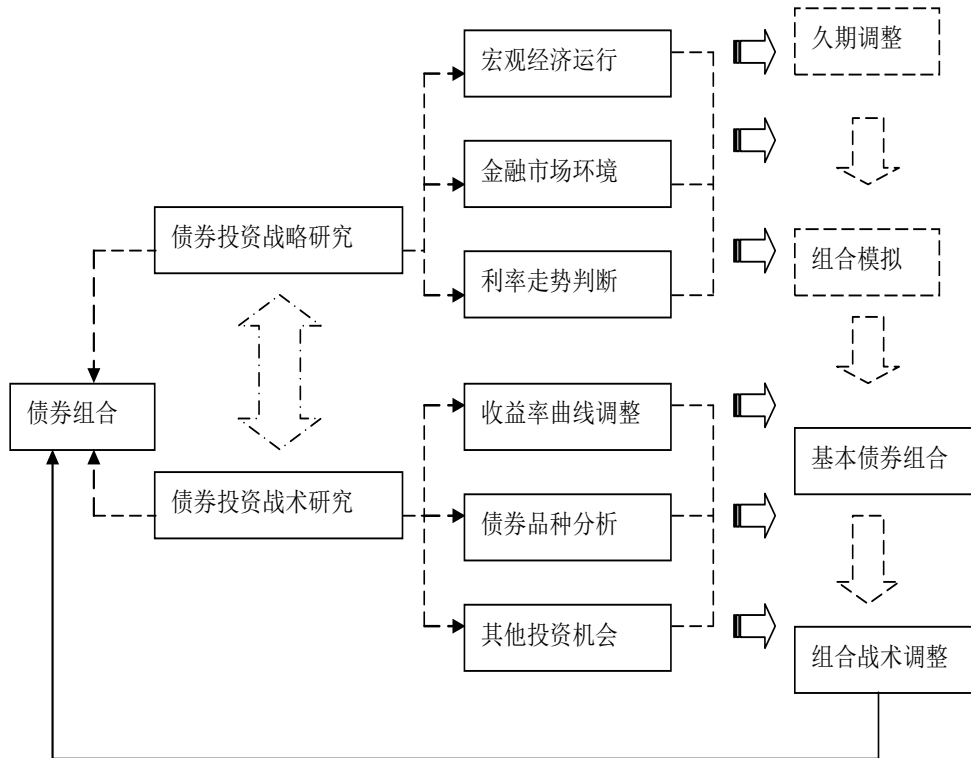 宏观经济运行
久期调整
金融市场环境
债券投资战略研究
利率走势判断
组合模拟
债券组合
收益率曲线调整
基本债券组合
债券投资战术研究
债券品种分析
其他投资机会
组合战术调整